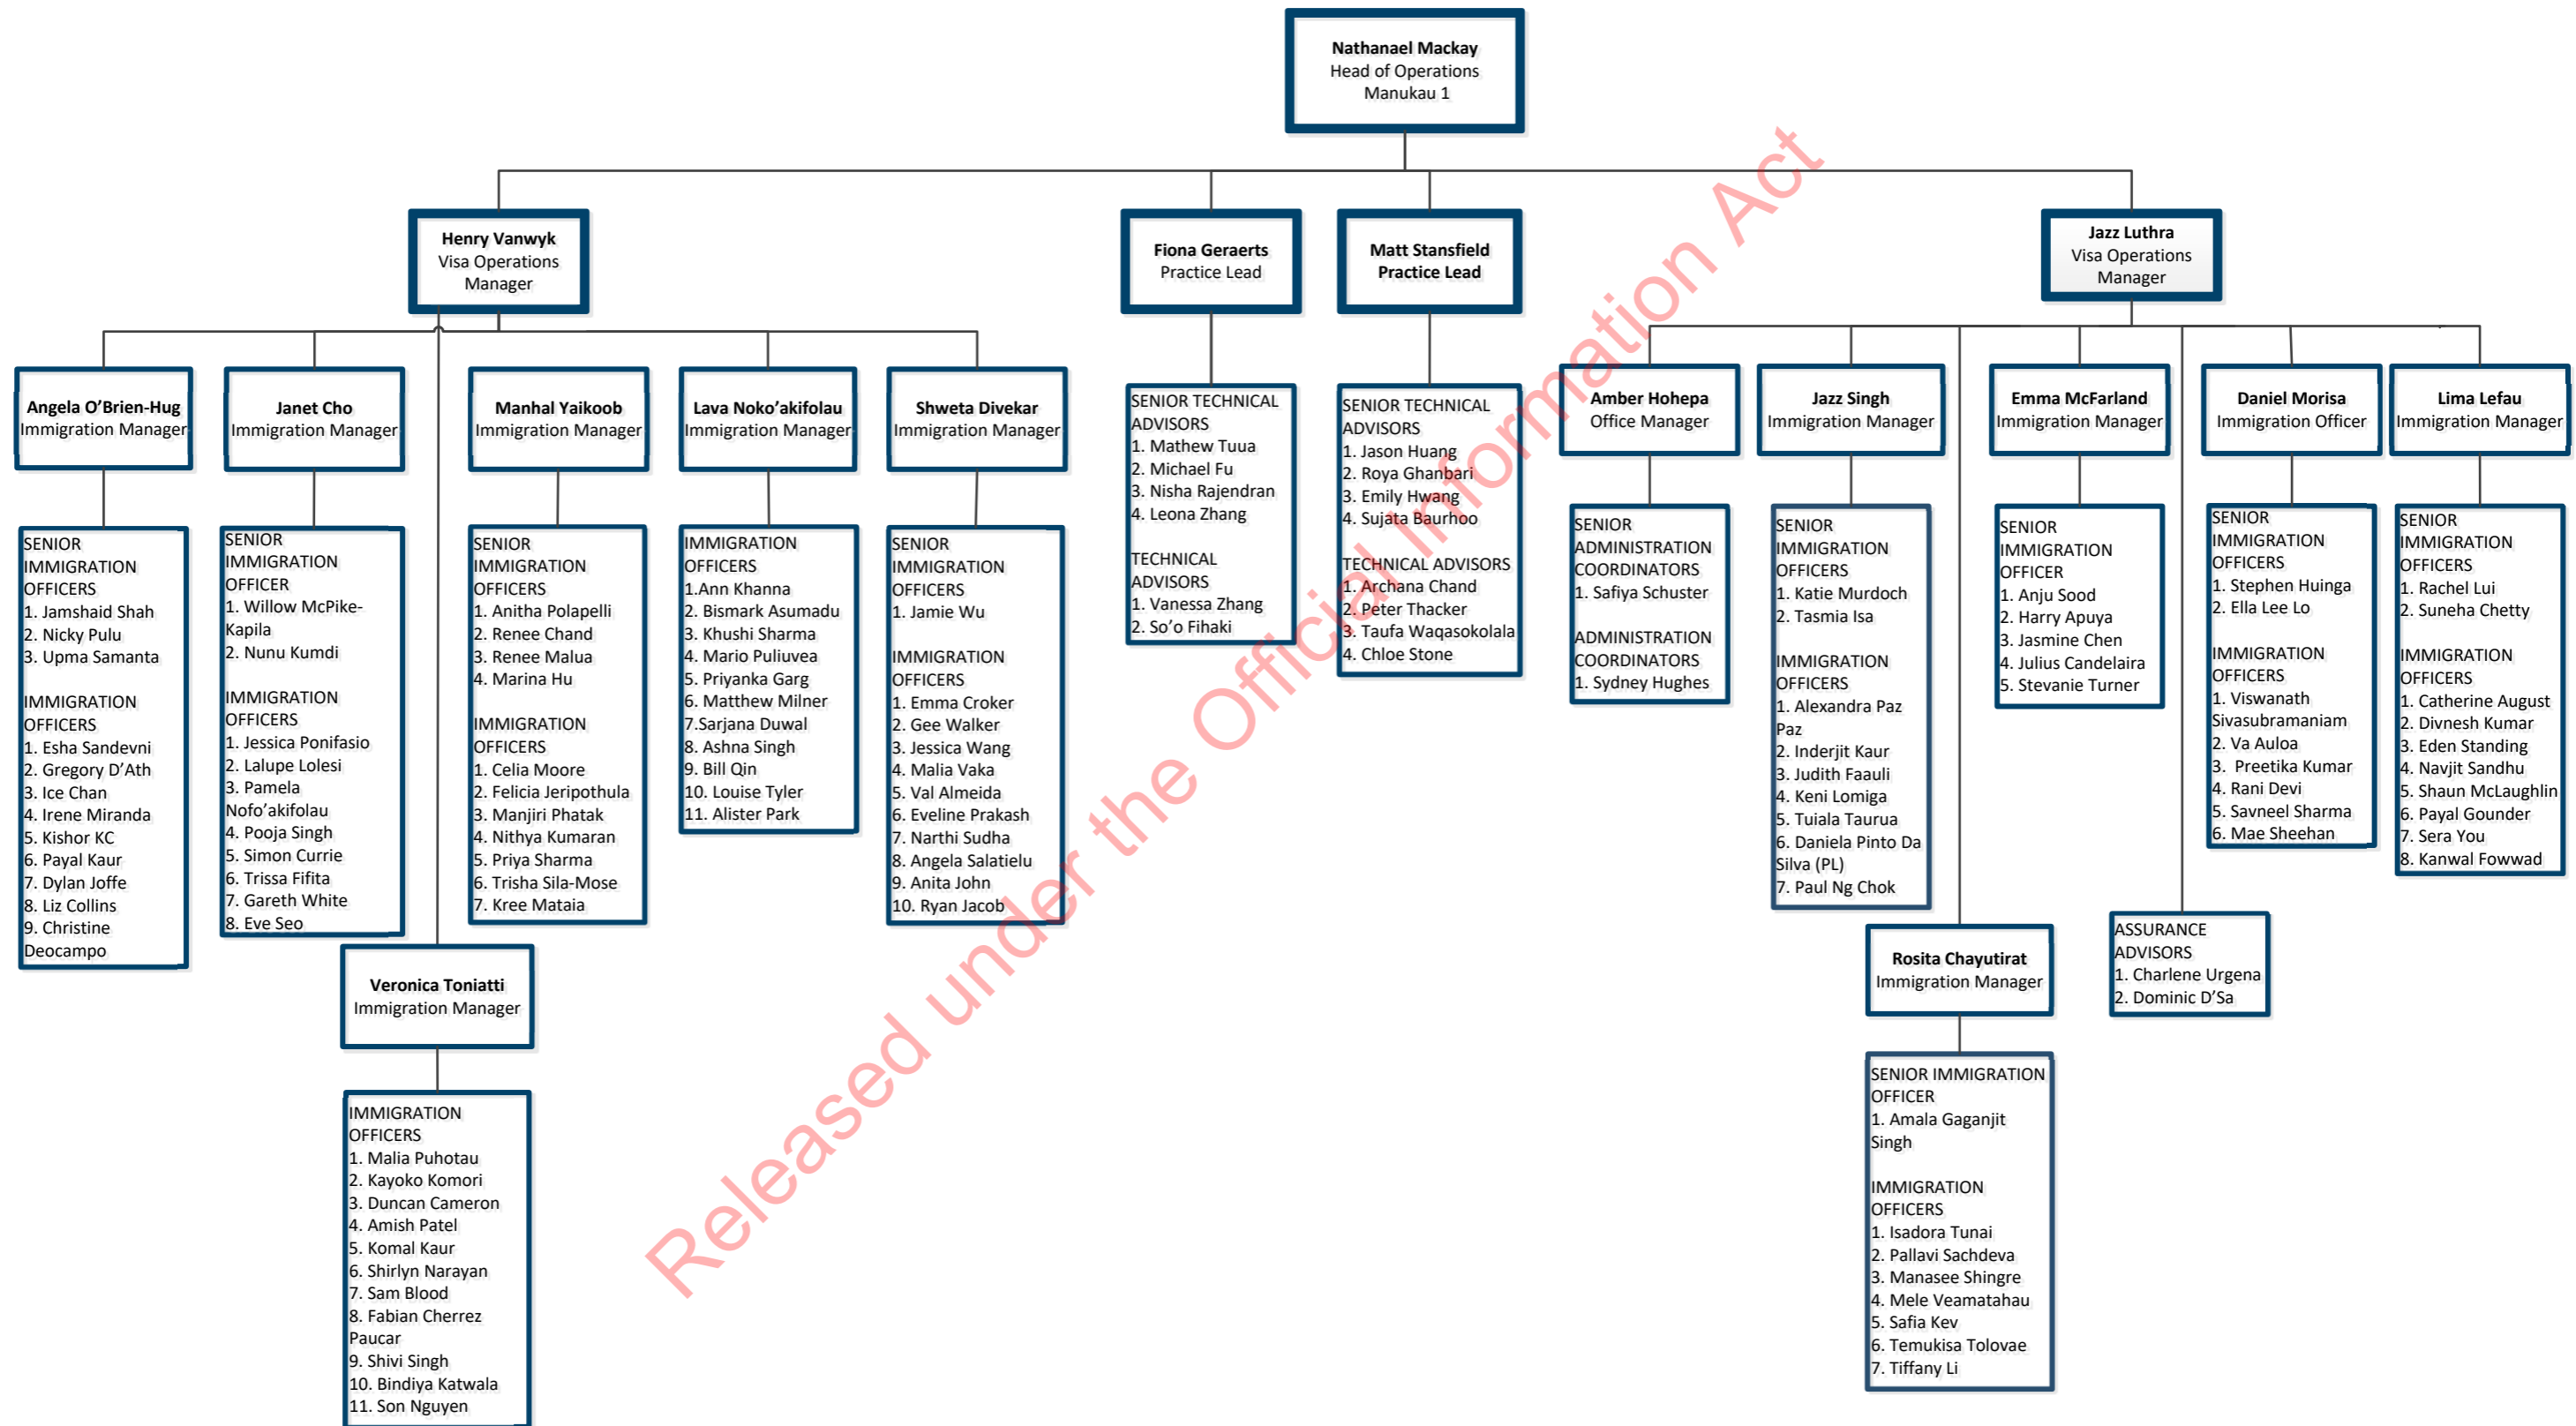 Nathanael Mackay
Head of Operations
Manukau 1
Henry Vanwyk
Visa Operations
Manager
Fiona Geraerts
Practice Lead
Matt Stansfield
Practice Lead
Jazz Luthra
Visa Operations
Manager
Angela O’Brien-Hug
Immigration Manager
Janet Cho
Immigration Manager
Manhal Yaikoob
Immigration Manager
Lava Noko’akifolau
Immigration Manager
Shweta Divekar
Immigration Manager
Amber Hohepa
Office Manager
Jazz Singh
Immigration Manager
Emma McFarland
Immigration Manager
Daniel Morisa
Immigration Officer
Lima Lefau
Immigration Manager
SENIOR
IMMIGRATION
OFFICERS
1. Jamshaid Shah
2. Nicky Pulu
3. Upma Samanta
IMMIGRATION
OFFICERS
1. Esha Sandevni
2. Gregory D’Ath
3. Ice Chan
4. Irene Miranda
5. Kishor KC
6. Payal Kaur
7. Dylan Joffe
8. Liz Collins
9. Christine
Deocampo
SENIOR
IMMIGRATION
OFFICER
1. Willow McPike-
Kapila
2. Nunu Kumdi
IMMIGRATION
OFFICERS
1. Jessica Ponifasio
2. Lalupe Lolesi
3. Pamela
Nofo’akifolau
4. Pooja Singh
5. Simon Currie
6. Trissa Fifita
7. Gareth White
8. Eve Seo
SENIOR
IMMIGRATION
OFFICERS
1. Anitha Polapelli
2. Renee Chand
3. Renee Malua
4. Marina Hu
IMMIGRATION
OFFICERS
1. Celia Moore
2. Felicia Jeripothula
3. Manjiri Phatak
4. Nithya Kumaran
5. Priya Sharma
6. Trisha Sila-Mose
7. Kree Mataia
IMMIGRATION
OFFICERS
1.Ann Khanna
2. Bismark Asumadu
3. Khushi Sharma
4. Mario Puliuvea
5. Priyanka Garg
6. Matthew Milner
7.Sarjana Duwal
8. Ashna Singh
9. Bill Qin
10. Louise Tyler
11. Alister Park
SENIOR
IMMIGRATION
OFFICERS
1. Jamie Wu
IMMIGRATION
OFFICERS
1. Emma Croker
2. Gee Walker
3. Jessica Wang
4. Malia Vaka
5. Val Almeida
6. Eveline Prakash
7. Narthi Sudha
8. Angela Salatielu
9. Anita John
10. Ryan Jacob
SENIOR TECHNICAL
ADVISORS
1. Mathew Tuua
2. Michael Fu
3. Nisha Rajendran
4. Leona Zhang
TECHNICAL
ADVISORS
1. Vanessa Zhang
2. So’o Fihaki
SENIOR TECHNICAL
ADVISORS
1. Jason Huang
2. Roya Ghanbari
3. Emily Hwang
4. Sujata Baurhoo
TECHNICAL ADVISORS
1. Archana Chand
2. Peter Thacker
3. Taufa Waqasokolala
4. Chloe Stone
SENIOR
ADMINISTRATION
COORDINATORS
1. Safiya Schuster
ADMINISTRATION
COORDINATORS
1. Sydney Hughes
SENIOR
IMMIGRATION
OFFICERS
1. Katie Murdoch
2. Tasmia Isa
IMMIGRATION
OFFICERS
1. Alexandra Paz
Paz
2. Inderjit Kaur
3. Judith Faauli
4. Keni Lomiga
5. Tuiala Taurua
6. Daniela Pinto Da
Silva (PL)
7. Paul Ng Chok
SENIOR
IMMIGRATION
OFFICER
1. Anju Sood
2. Harry Apuya
3. Jasmine Chen
4. Julius Candelaira
5. Stevanie Turner
SENIOR
IMMIGRATION
OFFICERS
1. Stephen Huinga
2. Ella Lee Lo
IMMIGRATION
OFFICERS
1. Viswanath
Sivasubramaniam
2. Va Auloa
3. Preetika Kumar
4. Rani Devi
5. Savneel Sharma
6. Mae Sheehan
SENIOR
IMMIGRATION
OFFICERS
1. Rachel Lui
2. Suneha Chetty
IMMIGRATION
OFFICERS
1. Catherine August
2. Divnesh Kumar
3. Eden Standing
4. Navjit Sandhu
5. Shaun McLaughlin
6. Payal Gounder
7. Sera You
8. Kanwal Fowwad
Veronica Toniatti
Immigration Manager
IMMIGRATION
OFFICERS
1. Malia Puhotau
2. Kayoko Komori
3. Duncan Cameron
4. Amish Patel
5. Komal Kaur
6. Shirlyn Narayan
7. Sam Blood
8. Fabian Cherrez
Paucar
9. Shivi Singh
10. Bindiya Katwala
11. Son Nguyen
Rosita Chayutirat
Immigration Manager
SENIOR IMMIGRATION
OFFICER
1. Amala Gaganjit
Singh
IMMIGRATION
OFFICERS
1. Isadora Tunai
2. Pallavi Sachdeva
3. Manasee Shingre
4. Mele Veamatahau
5. Safia Kev
6. Temukisa Tolovae
7. Tiffany Li
ASSURANCE
ADVISORS
1. Charlene Urgena
2. Dominic D’Sa
Released under the Official Information Act